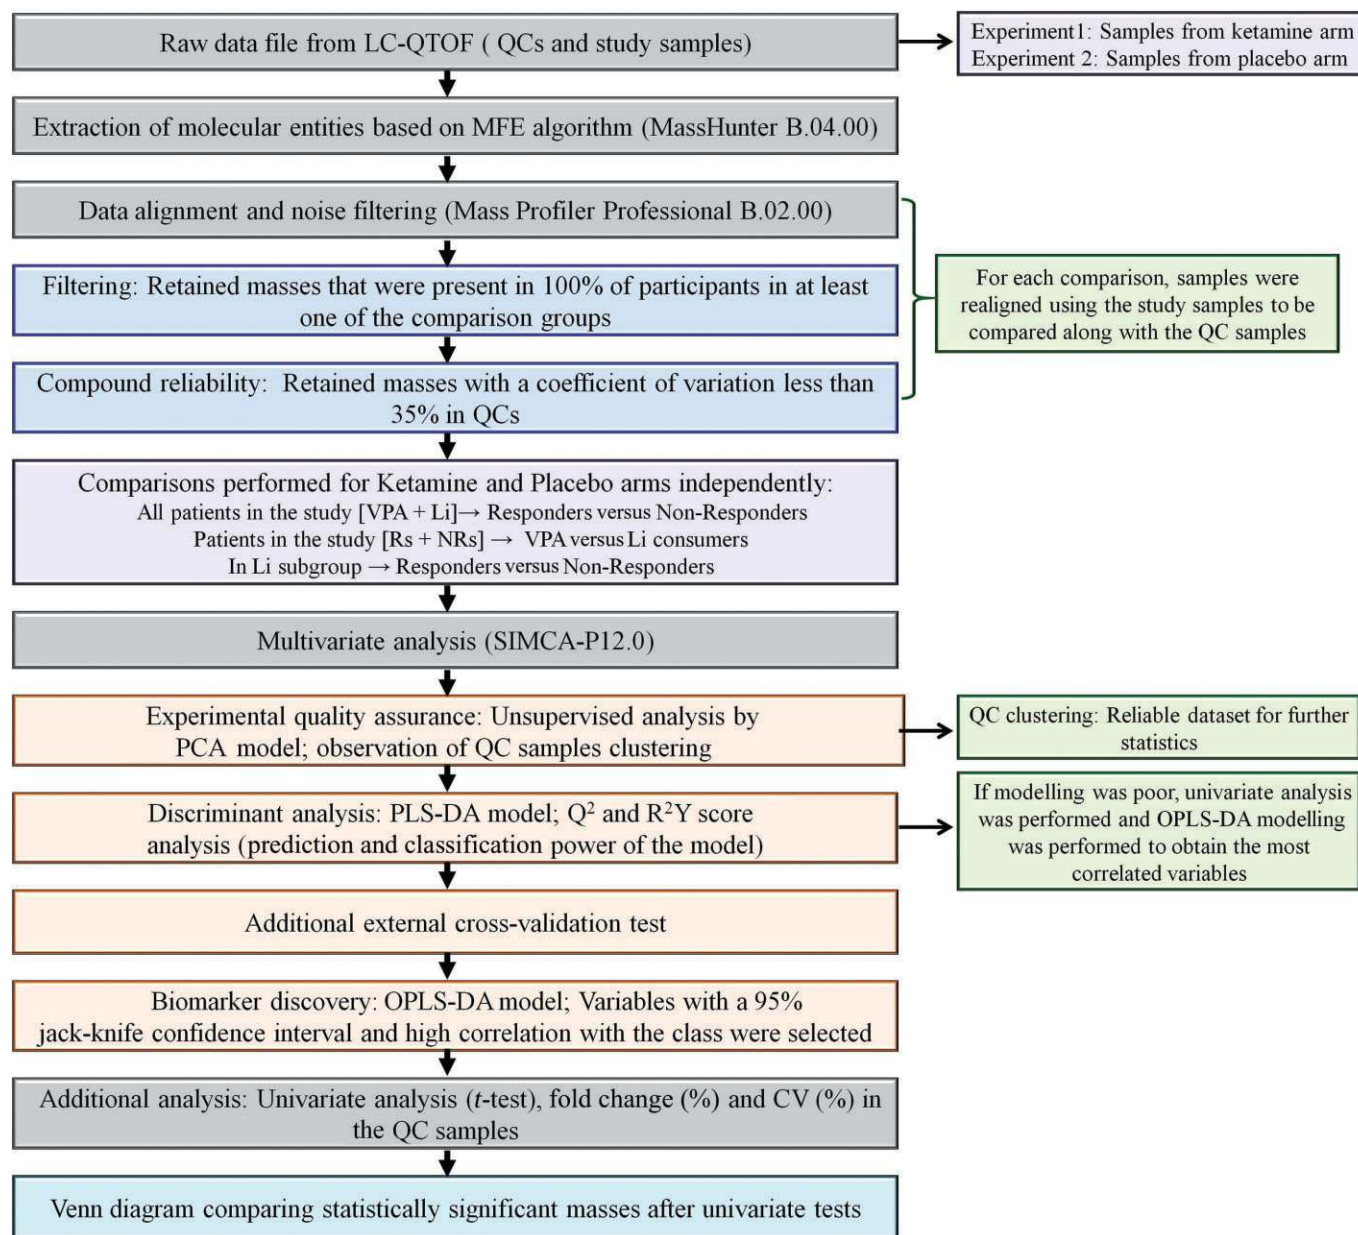 Raw data file from LC-QTOF ( QCs and study samples)
Experiment1: Samples from ketamine arm
Experiment 2: Samples from placebo arm
Extraction of molecular entities based on MFE algorithm (MassHunter B.04.00)
Data alignment and noise filtering (Mass Profiler Professional B.02.00)
Filtering: Retained masses that were present in 100% of participants in at least
one of the comparison groups
For each comparison, samples were
realigned using the study samples to be
compared along with the QC samples
Compound reliability: Retained masses with a coefficient of variation less than
35% in QCs
Comparisons performed for Ketamine and Placebo arms independently:
All patients in the study [VPA + Li]→ Responders versus Non-Responders
Patients in the study [Rs + NRs] → VPA versus Li consumers
In Li subgroup → Responders versus Non-Responders
Multivariate analysis (SIMCA-P12.0)
Experimental quality assurance: Unsupervised analysis by
PCA model; observation of QC samples clustering
QC clustering: Reliable dataset for further
statistics
Discriminant analysis: PLS-DA model; Q² and R²Y score
analysis (prediction and classification power of the model)
If modelling was poor, univariate analysis
was performed and OPLS-DA modelling
was performed to obtain the most
correlated variables
Additional external cross-validation test
Biomarker discovery: OPLS-DA model; Variables with a 95%
jack-knife confidence interval and high correlation with the class were selected
Additional analysis: Univariate analysis (t-test), fold change (%) and CV (%) in
the QC samples
Venn diagram comparing statistically significant masses after univariate tests